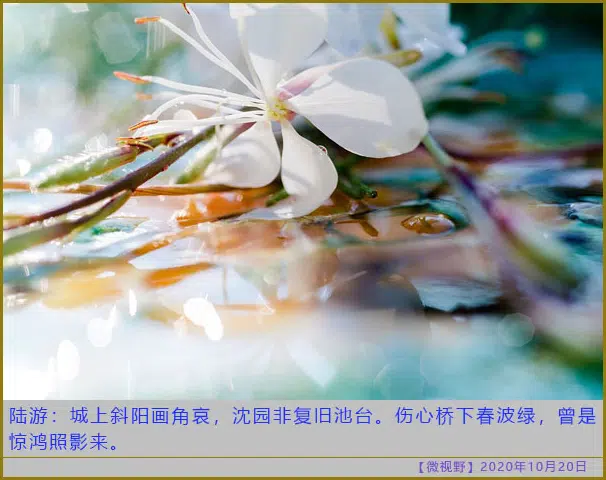 陆游：城上斜阳画角哀，沈园非复旧池台。伤心桥下春波绿，曾是
惊鸿照影来。
【微视野】2020年10月20日